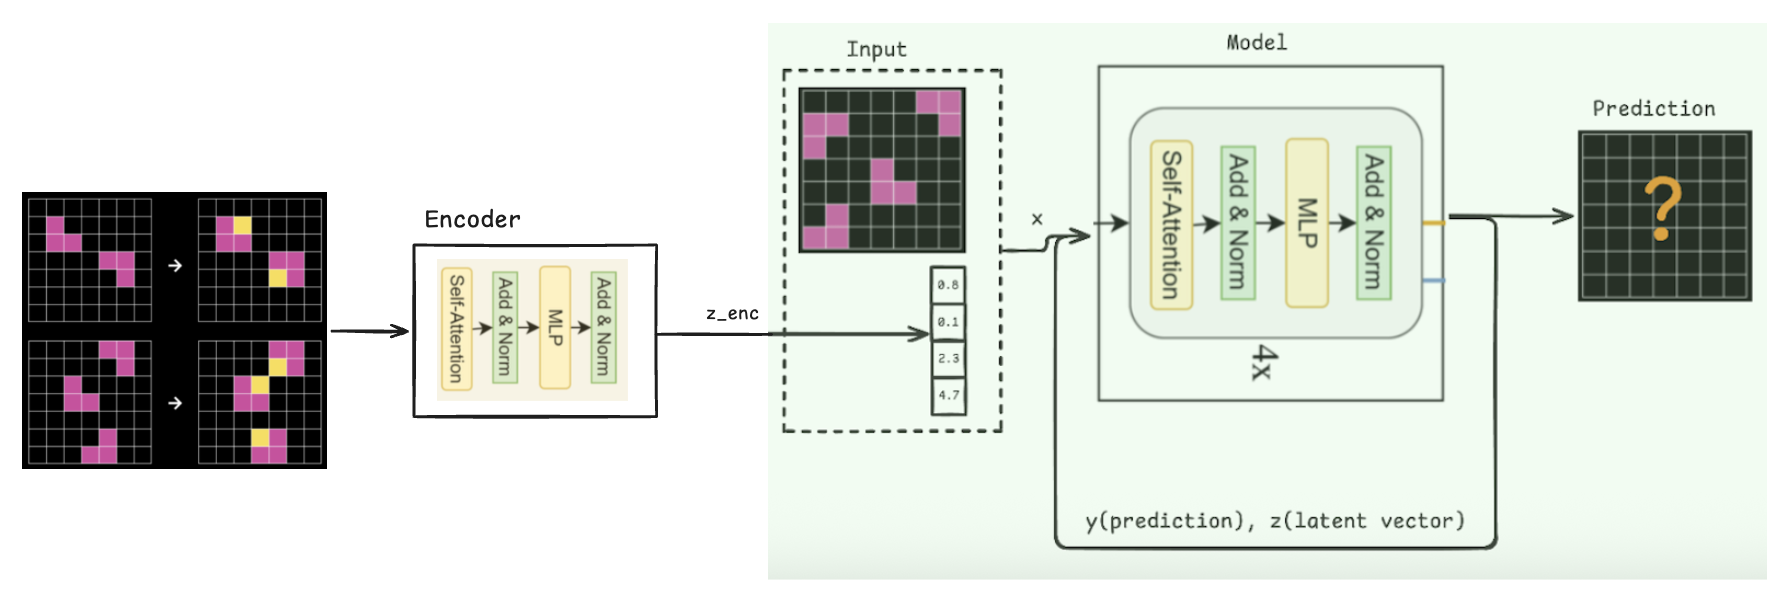 Encoder
Self-Attention
Add & Norm
MLP
Add & Norm
z_enc
Input
0.8
0.1
2.3
4.7
x
Model
Self-Attention
Add & Norm
MLP
Add & Norm
4x
y(prediction), z(latent vector)
Prediction
?